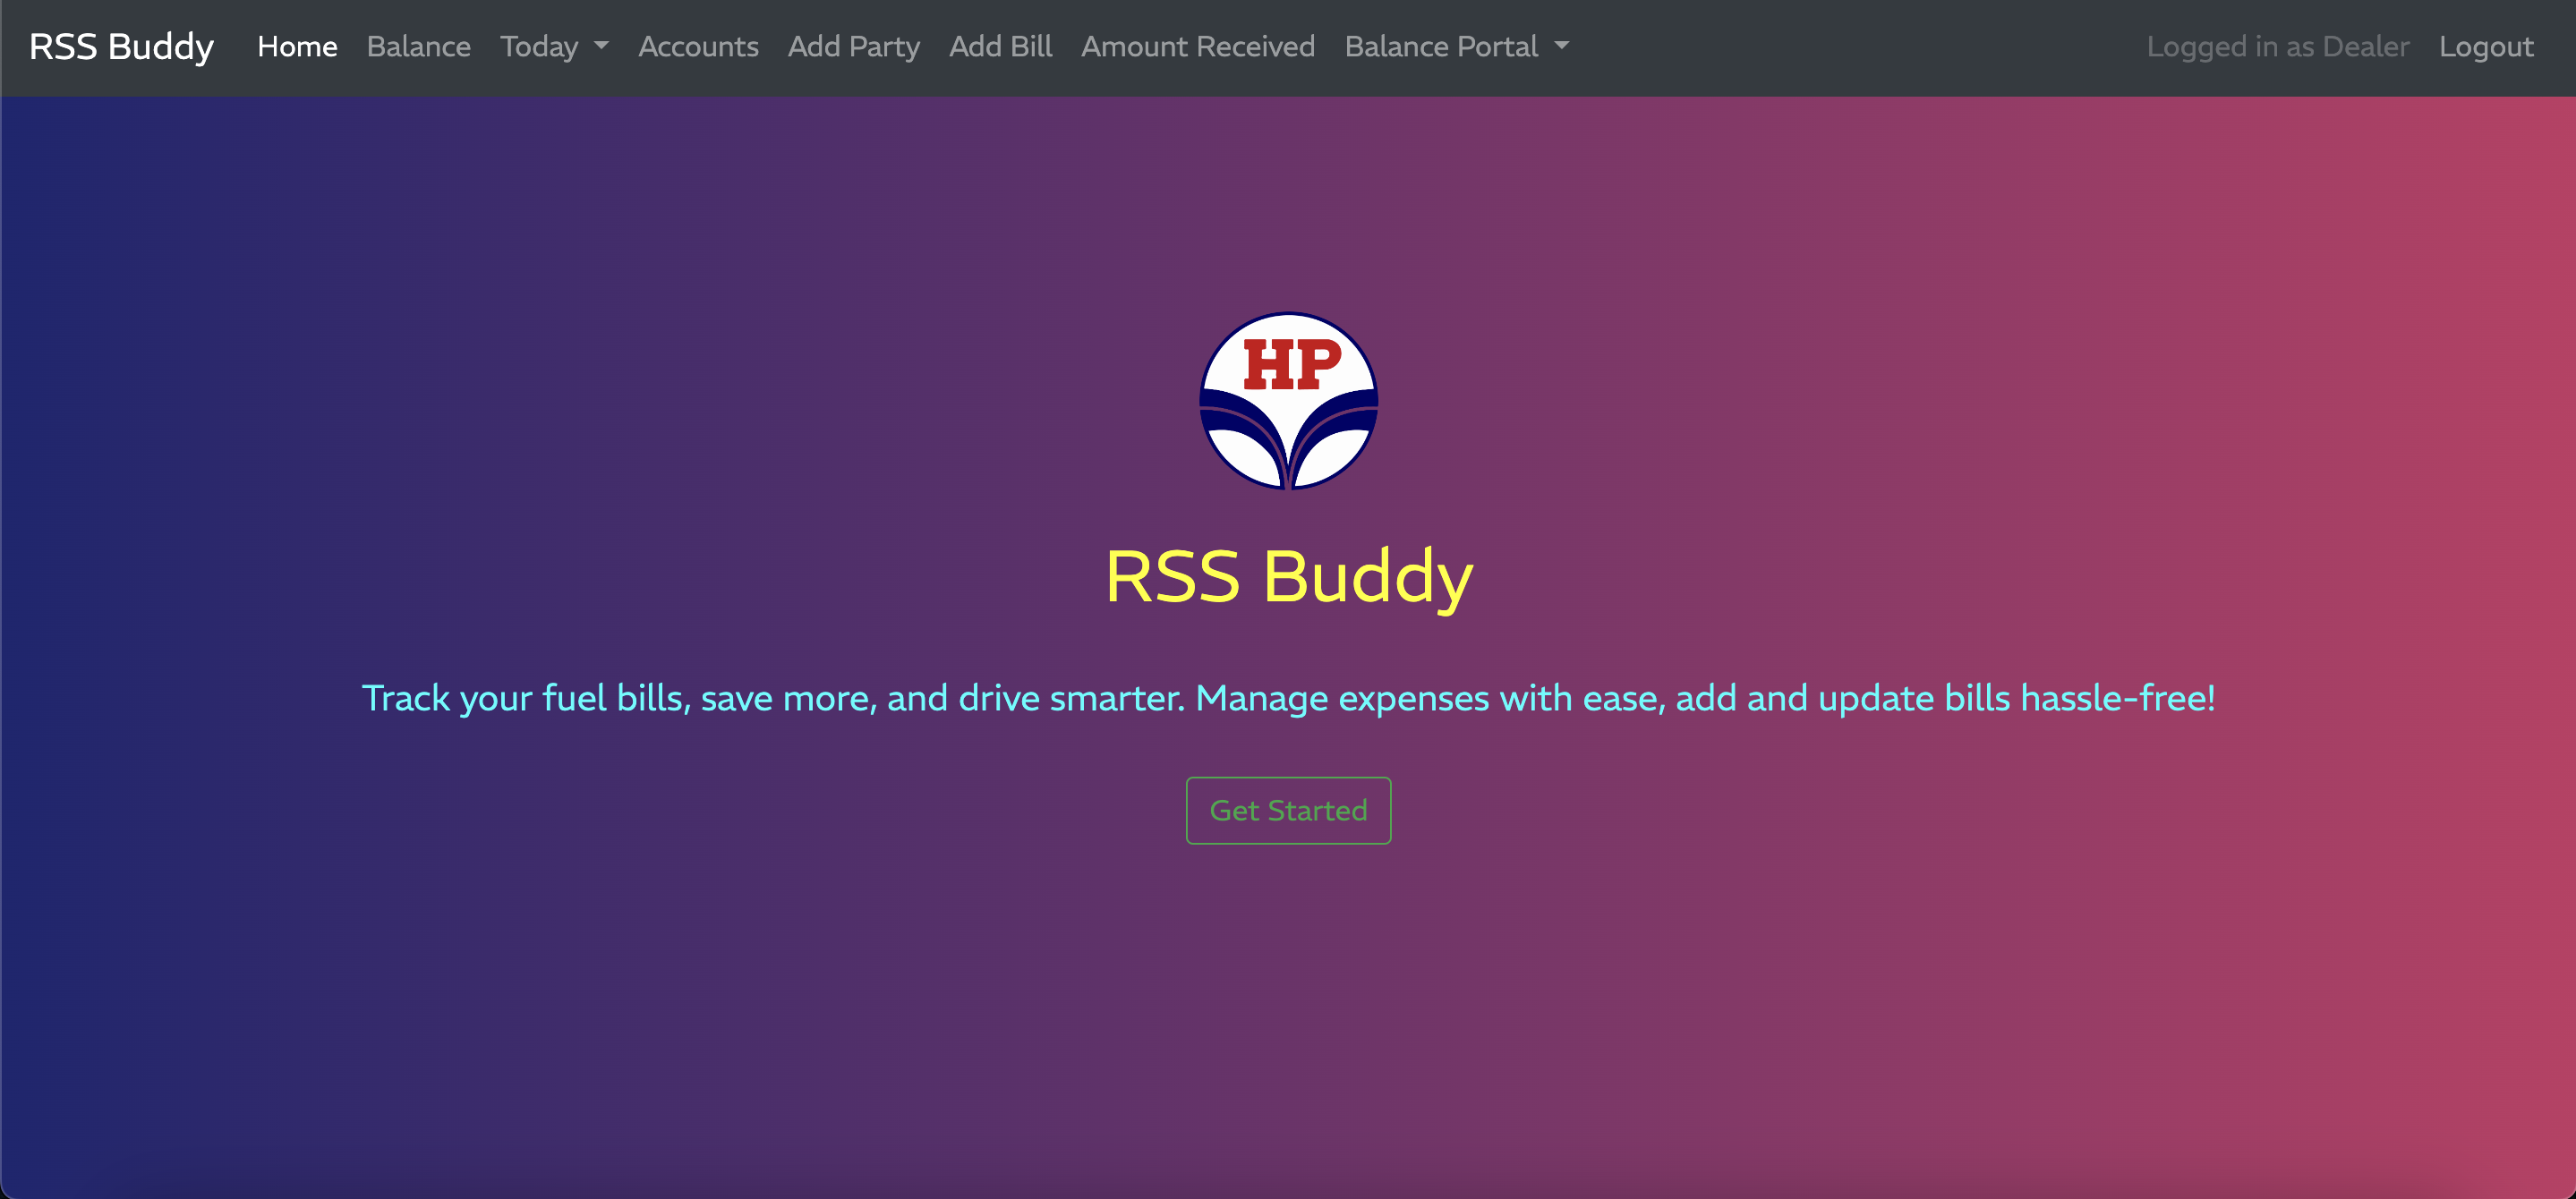 RSS Buddy Home Balance Today Accounts Add Party Add Bill Amount Received Balance Portal Logged in as Dealer Logout
HP
RSS Buddy
Track your fuel bills, save more, and drive smarter. Manage expenses with ease, add and update bills hassle-free!
Get Started